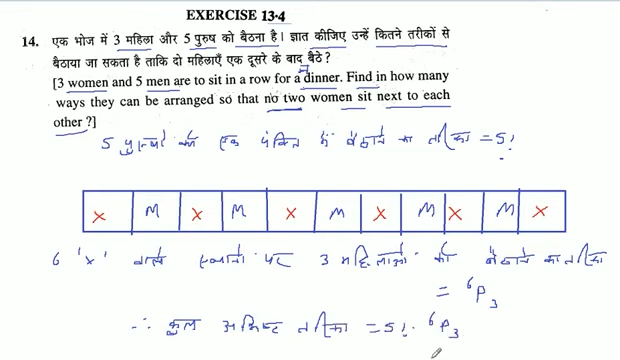 EXERCISE 13·4
14. एक भोज में 3 महिला और 5 पुरुष को बैठना है। ज्ञात कीजिए उन्हें कितने तरीकों से
बैठाया जा सकता है ताकि दो महिलाएँ एक दूसरे के बाद न बैठे ?
[3 women and 5 men are to sit in a row for a dinner. Find in how many
ways they can be arranged so that no two women sit next to each
other ?]
5 पुरुषों को एक पंक्ति में बैठाने का तरीका = 5!
x M x M x M x M x M x
6 'x' वाले स्थानों पर 3 महिलाओं को बैठाने का तरीका
= ⁶P₃
∴ कुल अभिष्ट तरीका = 5! · ⁶P₃